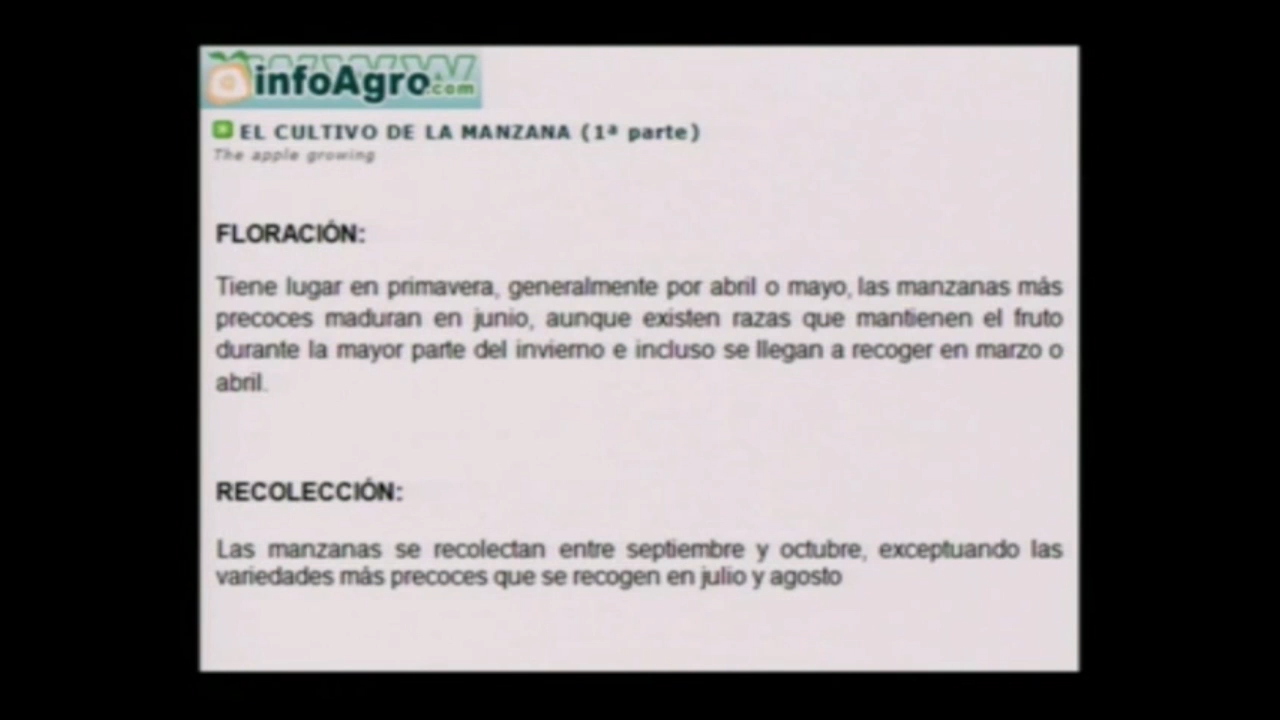 infoAgro.com
EL CULTIVO DE LA MANZANA (1ª parte)
The apple growing
FLORACIÓN:
Tiene lugar en primavera, generalmente por abril o mayo, las manzanas más
precoces maduran en junio, aunque existen razas que mantienen el fruto
durante la mayor parte del invierno e incluso se llegan a recoger en marzo o
abril.
RECOLECCIÓN:
Las manzanas se recolectan entre septiembre y octubre, exceptuando las
variedades más precoces que se recogen en julio y agosto